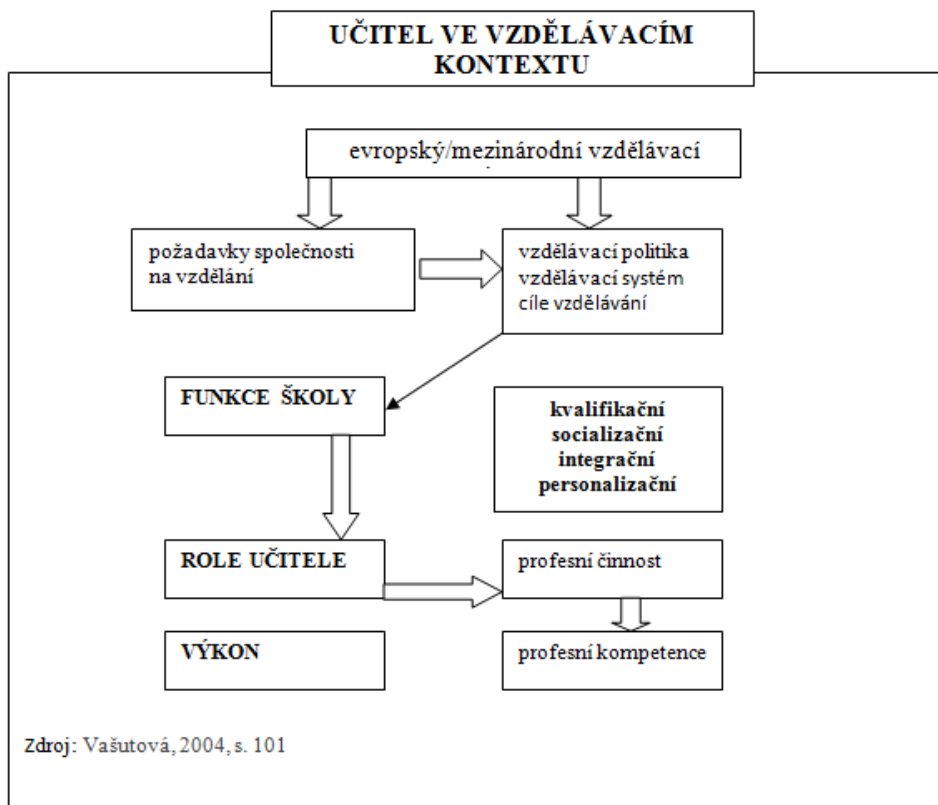 UČITEL VE VZDĚLÁVACÍM
KONTEXTU
evropský/mezinárodní vzdělávací
požadavky společnosti
na vzdělání
vzdělávací politika
vzdělávací systém
cíle vzdělávání
FUNKCE ŠKOLY
kvalifikační
socializační
integrační
personalizační
ROLE UČITELE
profesní činnost
VÝKON
profesní kompetence
Zdroj: Vašutová, 2004, s. 101